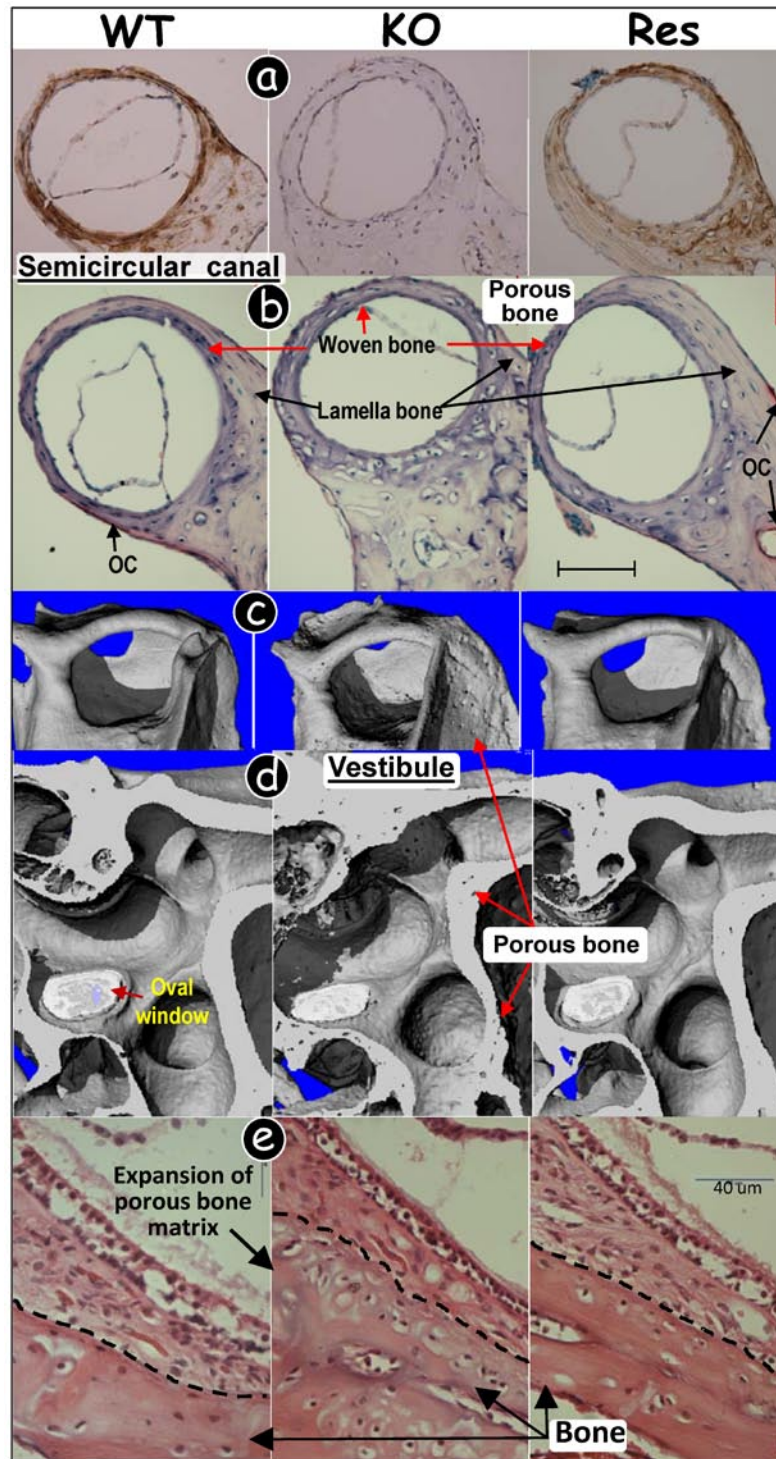 WT KO Res
a
Semicircular canal
b
Porous
bone
Woven bone
Lamella bone
OC
OC
c
d
Vestibule
Porous bone
Oval
window
e
Expansion of
porous bone
matrix
40 um
Bone